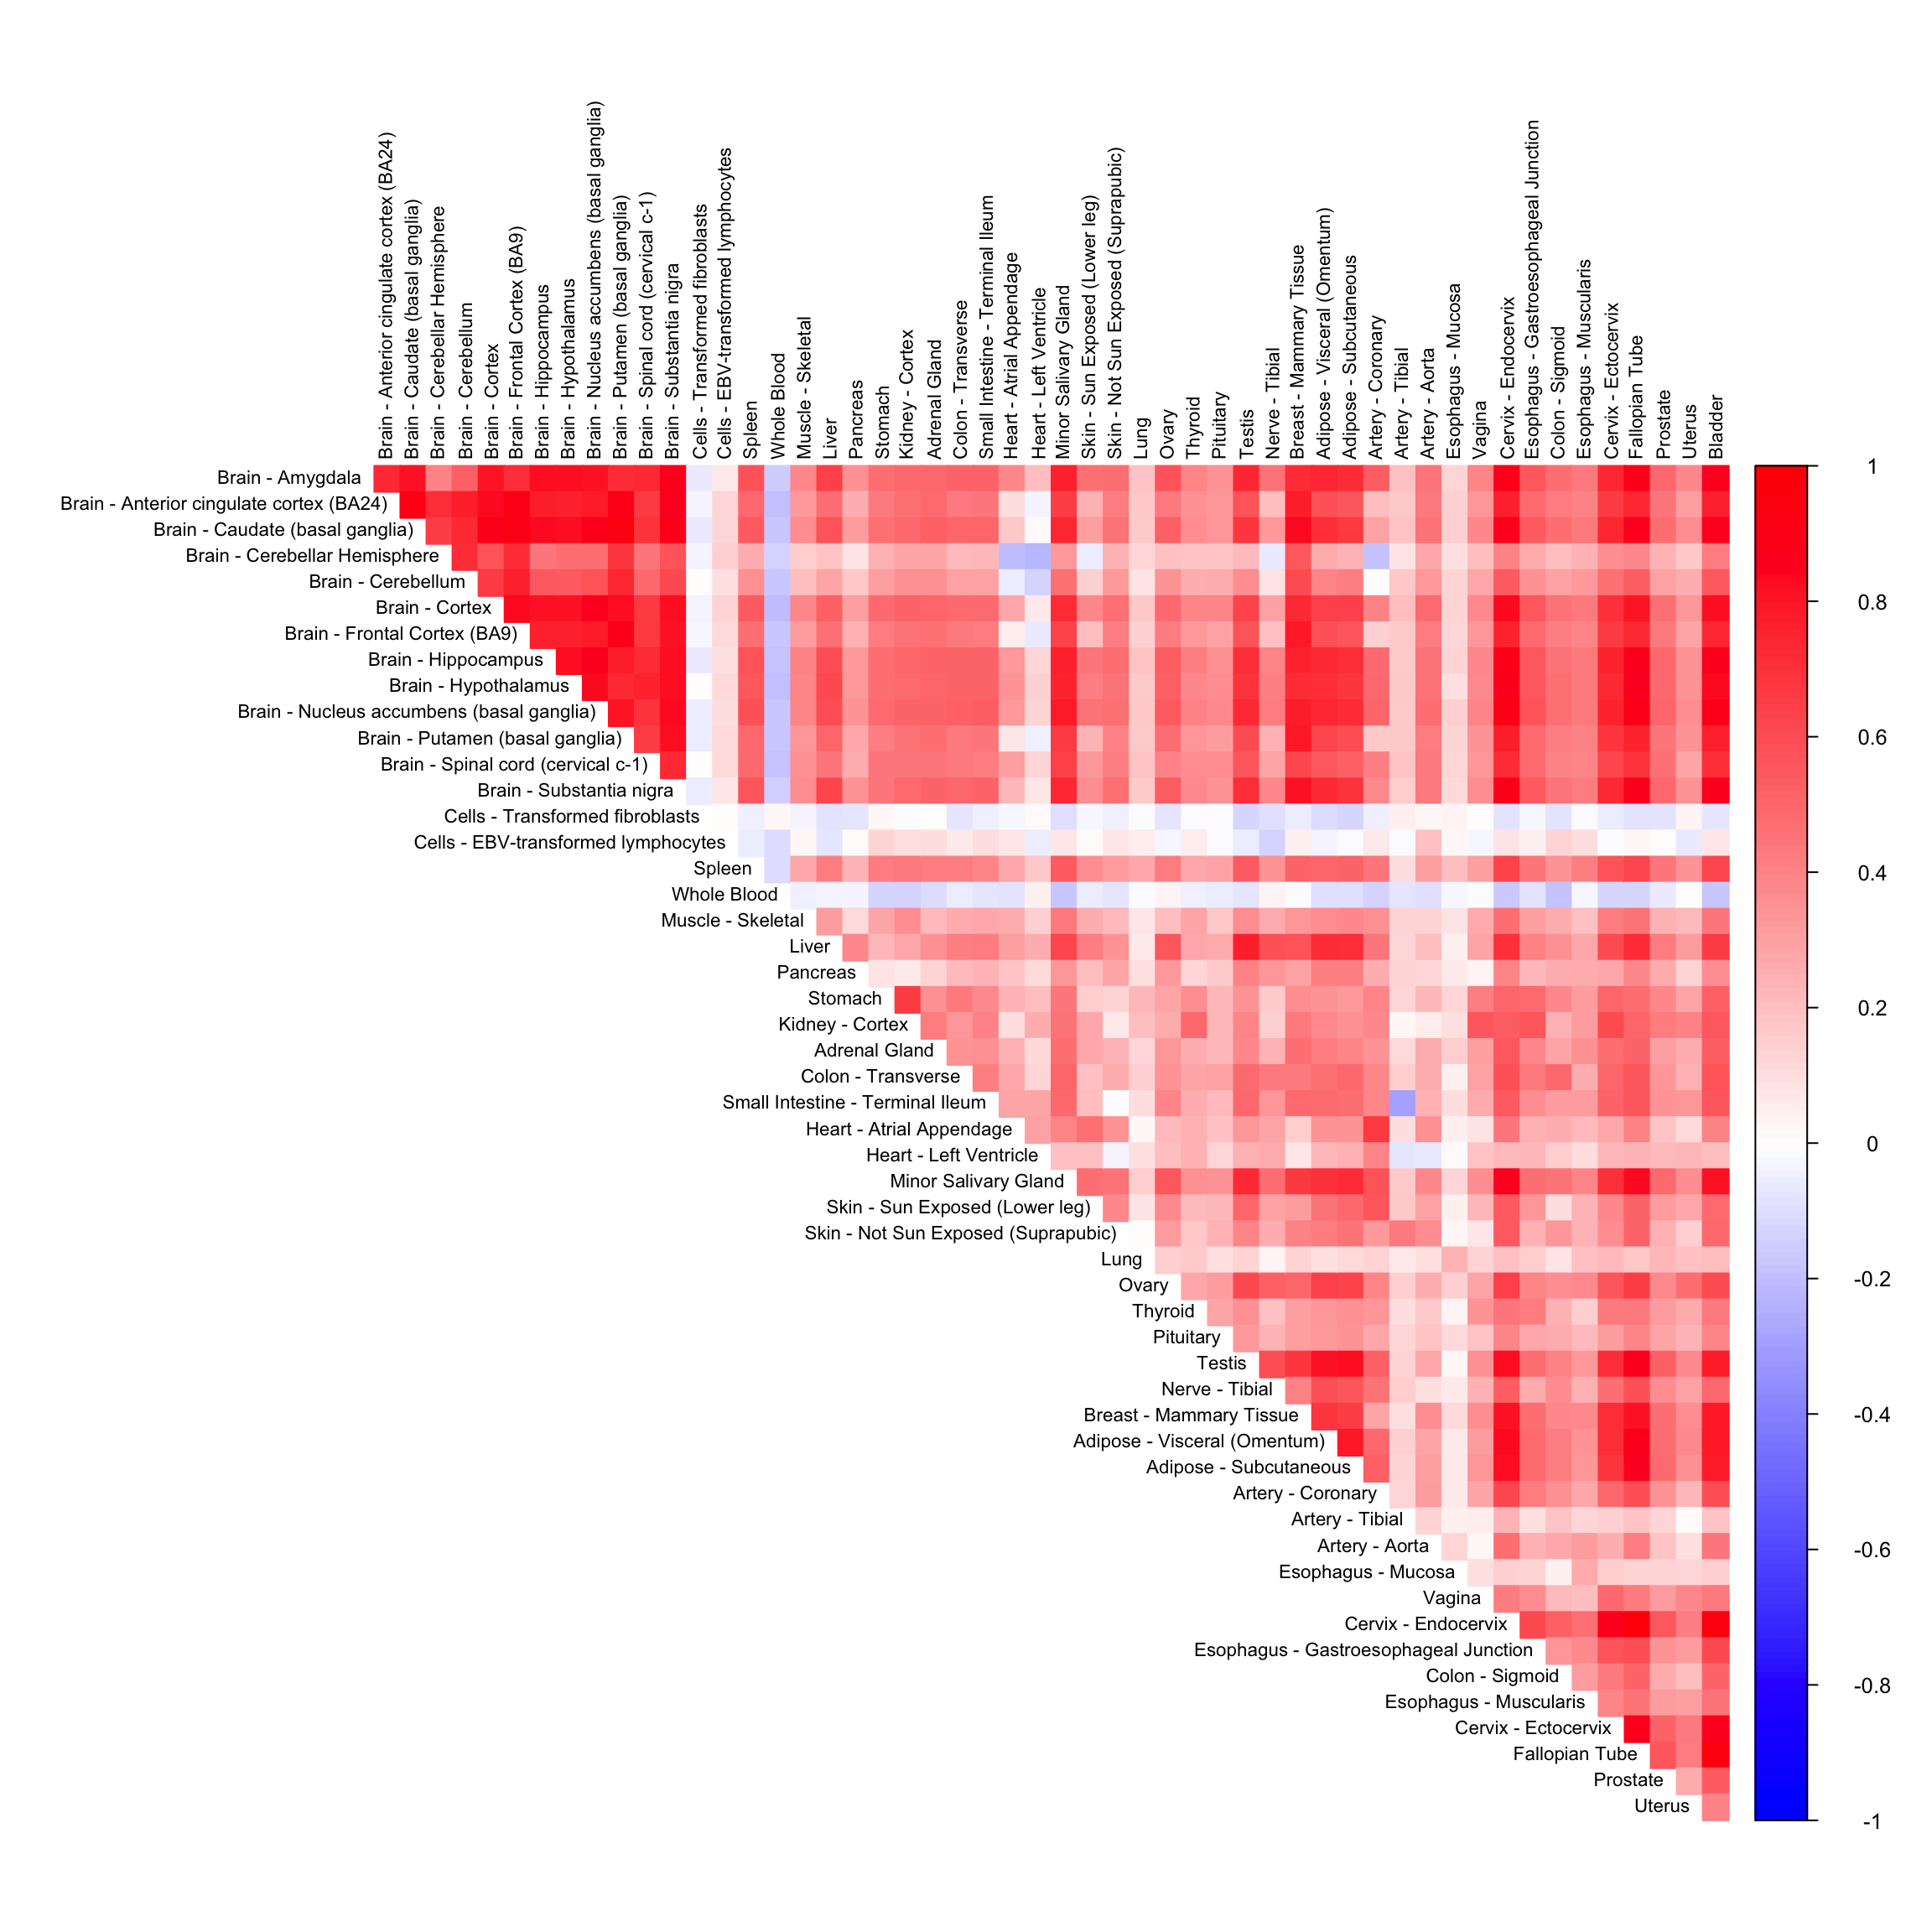 Brain - Anterior cingulate cortex (BA24)
Brain - Caudate (basal ganglia)
Brain - Cerebellar Hemisphere
Brain - Cerebellum
Brain - Cortex
Brain - Frontal Cortex (BA9)
Brain - Hippocampus
Brain - Hypothalamus
Brain - Nucleus accumbens (basal ganglia)
Brain - Putamen (basal ganglia)
Brain - Spinal cord (cervical c-1)
Brain - Substantia nigra
Cells - Transformed fibroblasts
Cells - EBV-transformed lymphocytes
Spleen
Whole Blood
Muscle - Skeletal
Liver
Pancreas
Stomach
Kidney - Cortex
Adrenal Gland
Colon - Transverse
Small Intestine - Terminal Ileum
Heart - Atrial Appendage
Heart - Left Ventricle
Minor Salivary Gland
Skin - Sun Exposed (Lower leg)
Skin - Not Sun Exposed (Suprapubic)
Lung
Ovary
Thyroid
Pituitary
Testis
Nerve - Tibial
Breast - Mammary Tissue
Adipose - Visceral (Omentum)
Adipose - Subcutaneous
Artery - Coronary
Artery - Tibial
Artery - Aorta
Esophagus - Mucosa
Vagina
Cervix - Endocervix
Esophagus - Gastroesophageal Junction
Colon - Sigmoid
Esophagus - Muscularis
Cervix - Ectocervix
Fallopian Tube
Prostate
Uterus
Bladder
Brain - Amygdala
Brain - Anterior cingulate cortex (BA24)
Brain - Caudate (basal ganglia)
Brain - Cerebellar Hemisphere
Brain - Cerebellum
Brain - Cortex
Brain - Frontal Cortex (BA9)
Brain - Hippocampus
Brain - Hypothalamus
Brain - Nucleus accumbens (basal ganglia)
Brain - Putamen (basal ganglia)
Brain - Spinal cord (cervical c-1)
Brain - Substantia nigra
Cells - Transformed fibroblasts
Cells - EBV-transformed lymphocytes
Spleen
Whole Blood
Muscle - Skeletal
Liver
Pancreas
Stomach
Kidney - Cortex
Adrenal Gland
Colon - Transverse
Small Intestine - Terminal Ileum
Heart - Atrial Appendage
Heart - Left Ventricle
Minor Salivary Gland
Skin - Sun Exposed (Lower leg)
Skin - Not Sun Exposed (Suprapubic)
Lung
Ovary
Thyroid
Pituitary
Testis
Nerve - Tibial
Breast - Mammary Tissue
Adipose - Visceral (Omentum)
Adipose - Subcutaneous
Artery - Coronary
Artery - Tibial
Artery - Aorta
Esophagus - Mucosa
Vagina
Cervix - Endocervix
Esophagus - Gastroesophageal Junction
Colon - Sigmoid
Esophagus - Muscularis
Cervix - Ectocervix
Fallopian Tube
Prostate
Uterus
1
0.8
0.6
0.4
0.2
0
-0.2
-0.4
-0.6
-0.8
-1